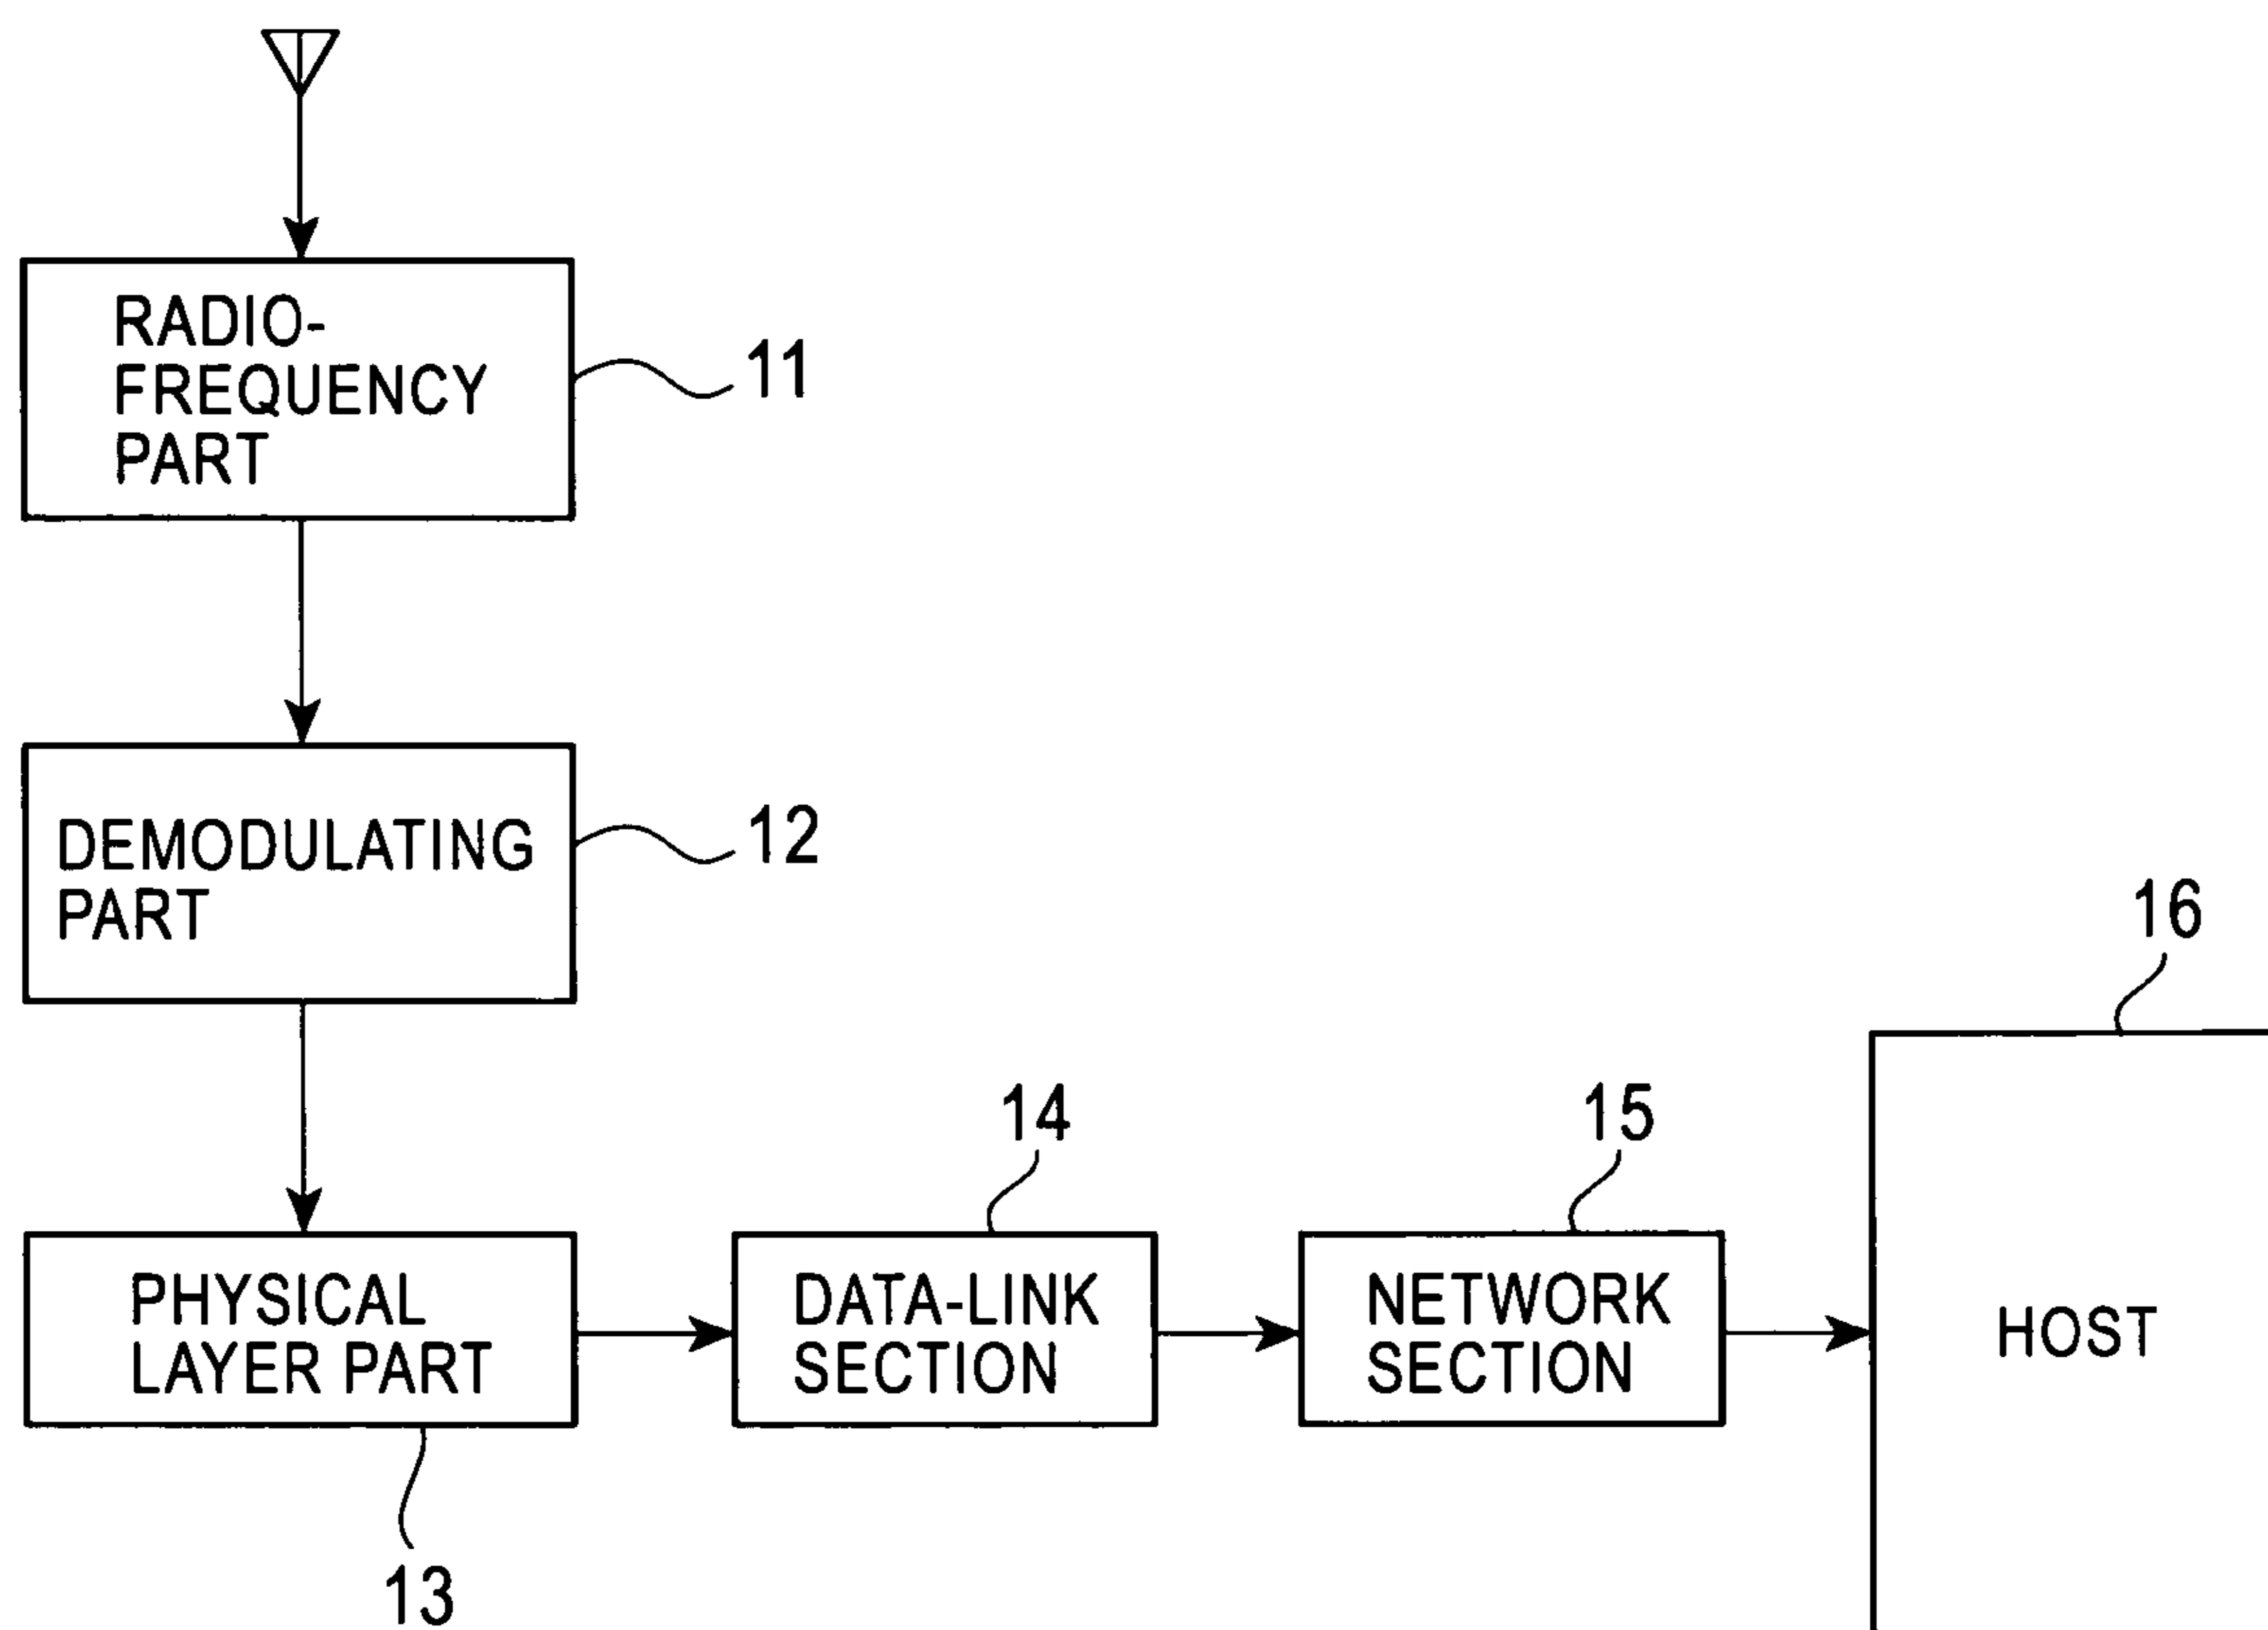 RADIO-
FREQUENCY
PART
11
DEMODULATING
PART
12
16
14
15
PHYSICAL
LAYER PART
DATA-LINK
SECTION
NETWORK
SECTION
HOST
13